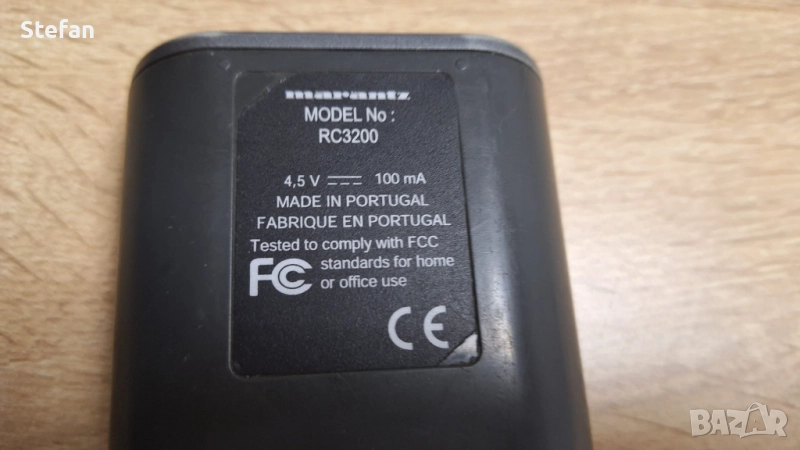 Stefan
marantz
MODEL No :
RC3200
4,5 V 100 mA
MADE IN PORTUGAL
FABRIQUE EN PORTUGAL
Tested to comply with FCC
FC standards for home
or office use
CE
BAZAR